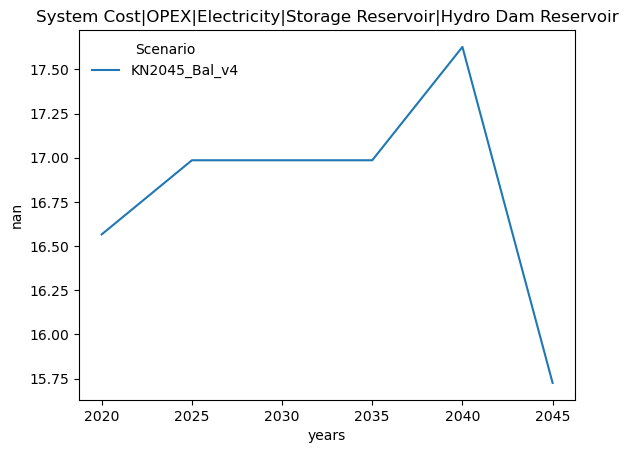 System Cost|OPEX|Electricity|Storage Reservoir|Hydro Dam Reservoir
Scenario
KN2045_Bal_v4
17.50
17.25
17.00
16.75
16.50
16.25
16.00
15.75
nan
2020 2025 2030 2035 2040 2045
years